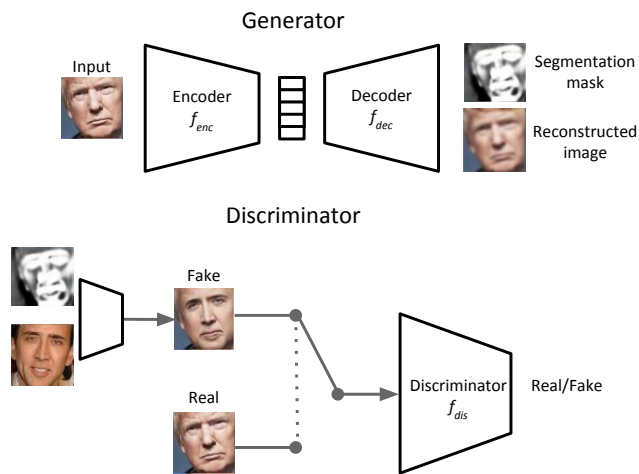 Generator
Input
Encoder
f_enc
Decoder
f_dec
Segmentation
mask
Reconstructed
image
Discriminator
Fake
Real
Discriminator
f_dis
Real/Fake